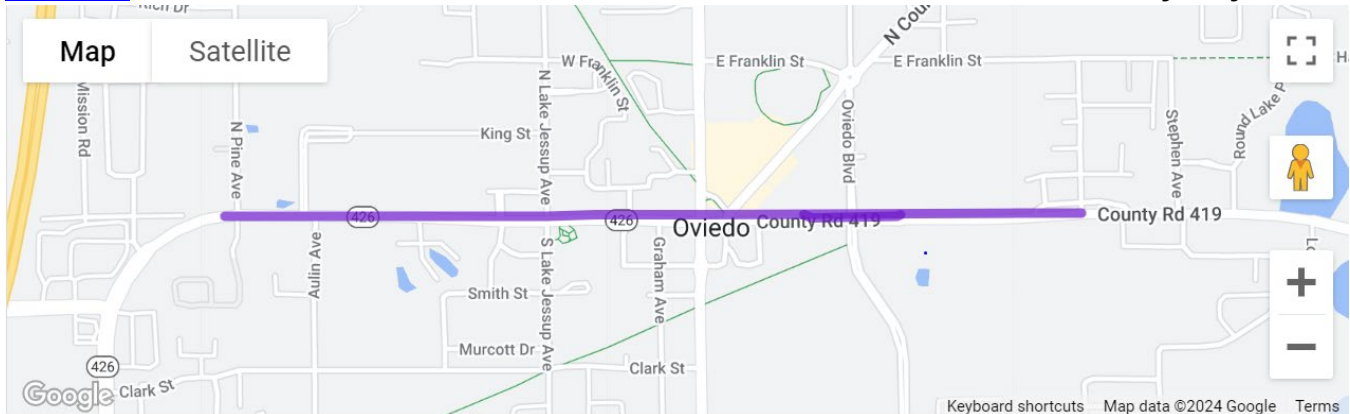 Rich Dr
Map
Satellite
Mission Rd
N Pine Ave
King St
N Lake Jessup Ave
W Franklin St
E Franklin St
N Cou
E Franklin St
Oviedo Blvd
Stephen Ave
Round Lake
Ha
426
426
Oviedo
County Rd 419
County Rd 419
Aulin Ave
S Lake Jessup Ave
Graham Ave
Smith St
Murcott Dr
Clark St
426
Clark St
Google
Keyboard shortcuts
Map data ©2024 Google
Terms